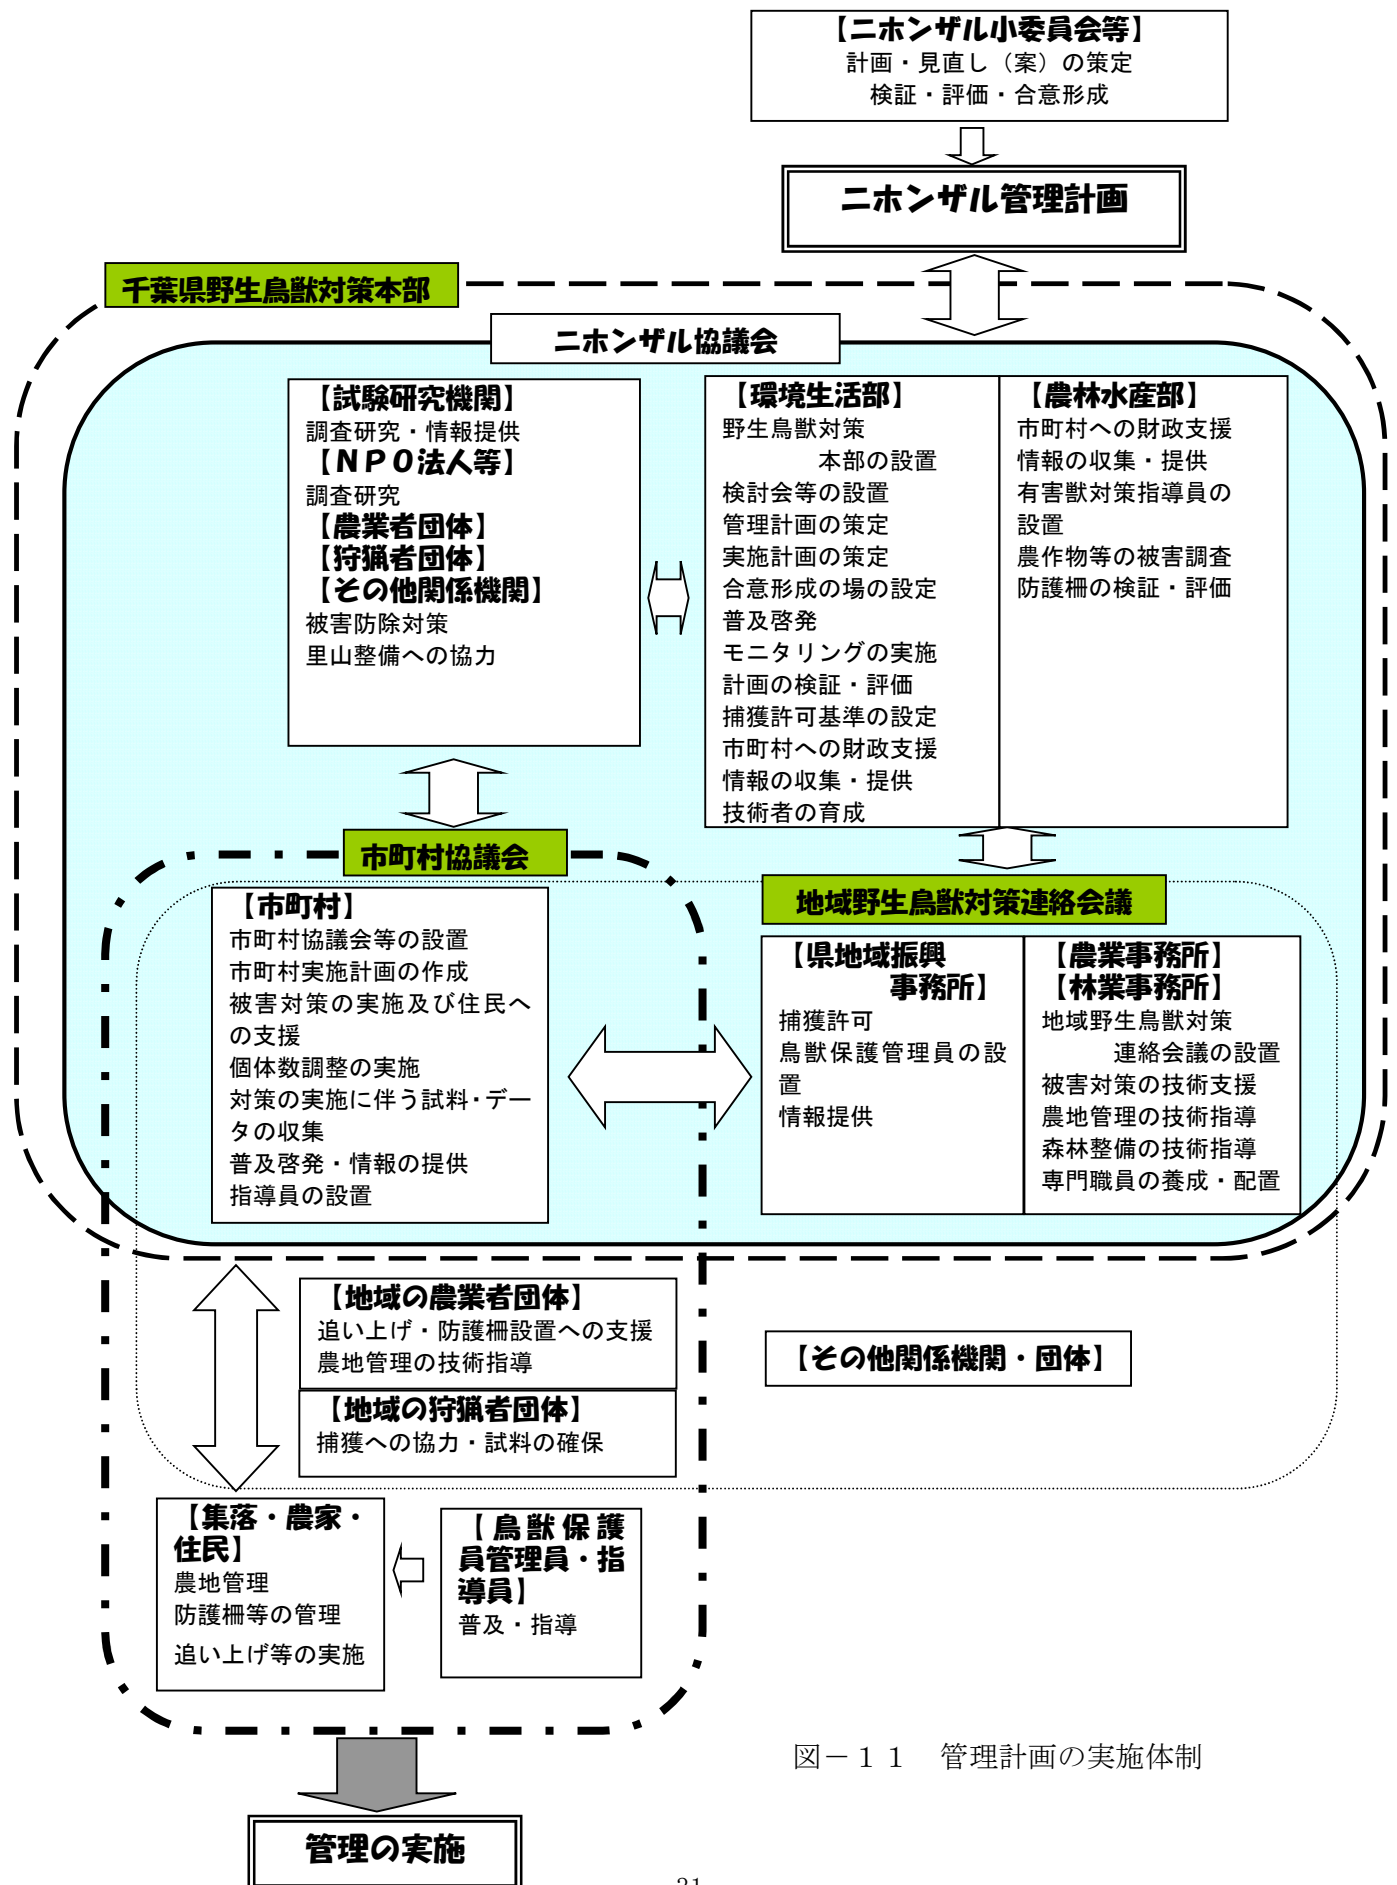 【ニホンザル小委員会等】
計画・見直し（案）の策定
検証・評価・合意形成
ニホンザル管理計画
千葉県野生鳥獣対策本部
ニホンザル協議会
【試験研究機関】
調査研究・情報提供
【ＮＰＯ法人等】
調査研究
【農業者団体】
【狩猟者団体】
【その他関係機関】
被害防除対策
里山整備への協力
【環境生活部】
野生鳥獣対策
本部の設置
検討会等の設置
管理計画の策定
実施計画の策定
合意形成の場の設定
普及啓発
モニタリングの実施
計画の検証・評価
捕獲許可基準の設定
市町村への財政支援
情報の収集・提供
技術者の育成
【農林水産部】
市町村への財政支援
情報の収集・提供
有害獣対策指導員の
設置
農作物等の被害調査
防護柵の検証・評価
市町村協議会
【市町村】
市町村協議会等の設置
市町村実施計画の作成
被害対策の実施及び住民へ
の支援
個体数調整の実施
対策の実施に伴う試料・デー
タの収集
普及啓発・情報の提供
指導員の設置
地域野生鳥獣対策連絡会議
【県地域振興
事務所】
捕獲許可
鳥獣保護管理員の設
置
情報提供
【農業事務所】
【林業事務所】
地域野生鳥獣対策
連絡会議の設置
被害対策の技術支援
農地管理の技術指導
森林整備の技術指導
専門職員の養成・配置
【地域の農業者団体】
追い上げ・防護柵設置への支援
農地管理の技術指導
【地域の狩猟者団体】
捕獲への協力・試料の確保
【その他関係機関・団体】
【集落・農家・
住民】
農地管理
防護柵等の管理
追い上げ等の実施
【鳥獣保護
員管理員・指
導員】
普及・指導
図－１１　管理計画の実施体制
管理の実施